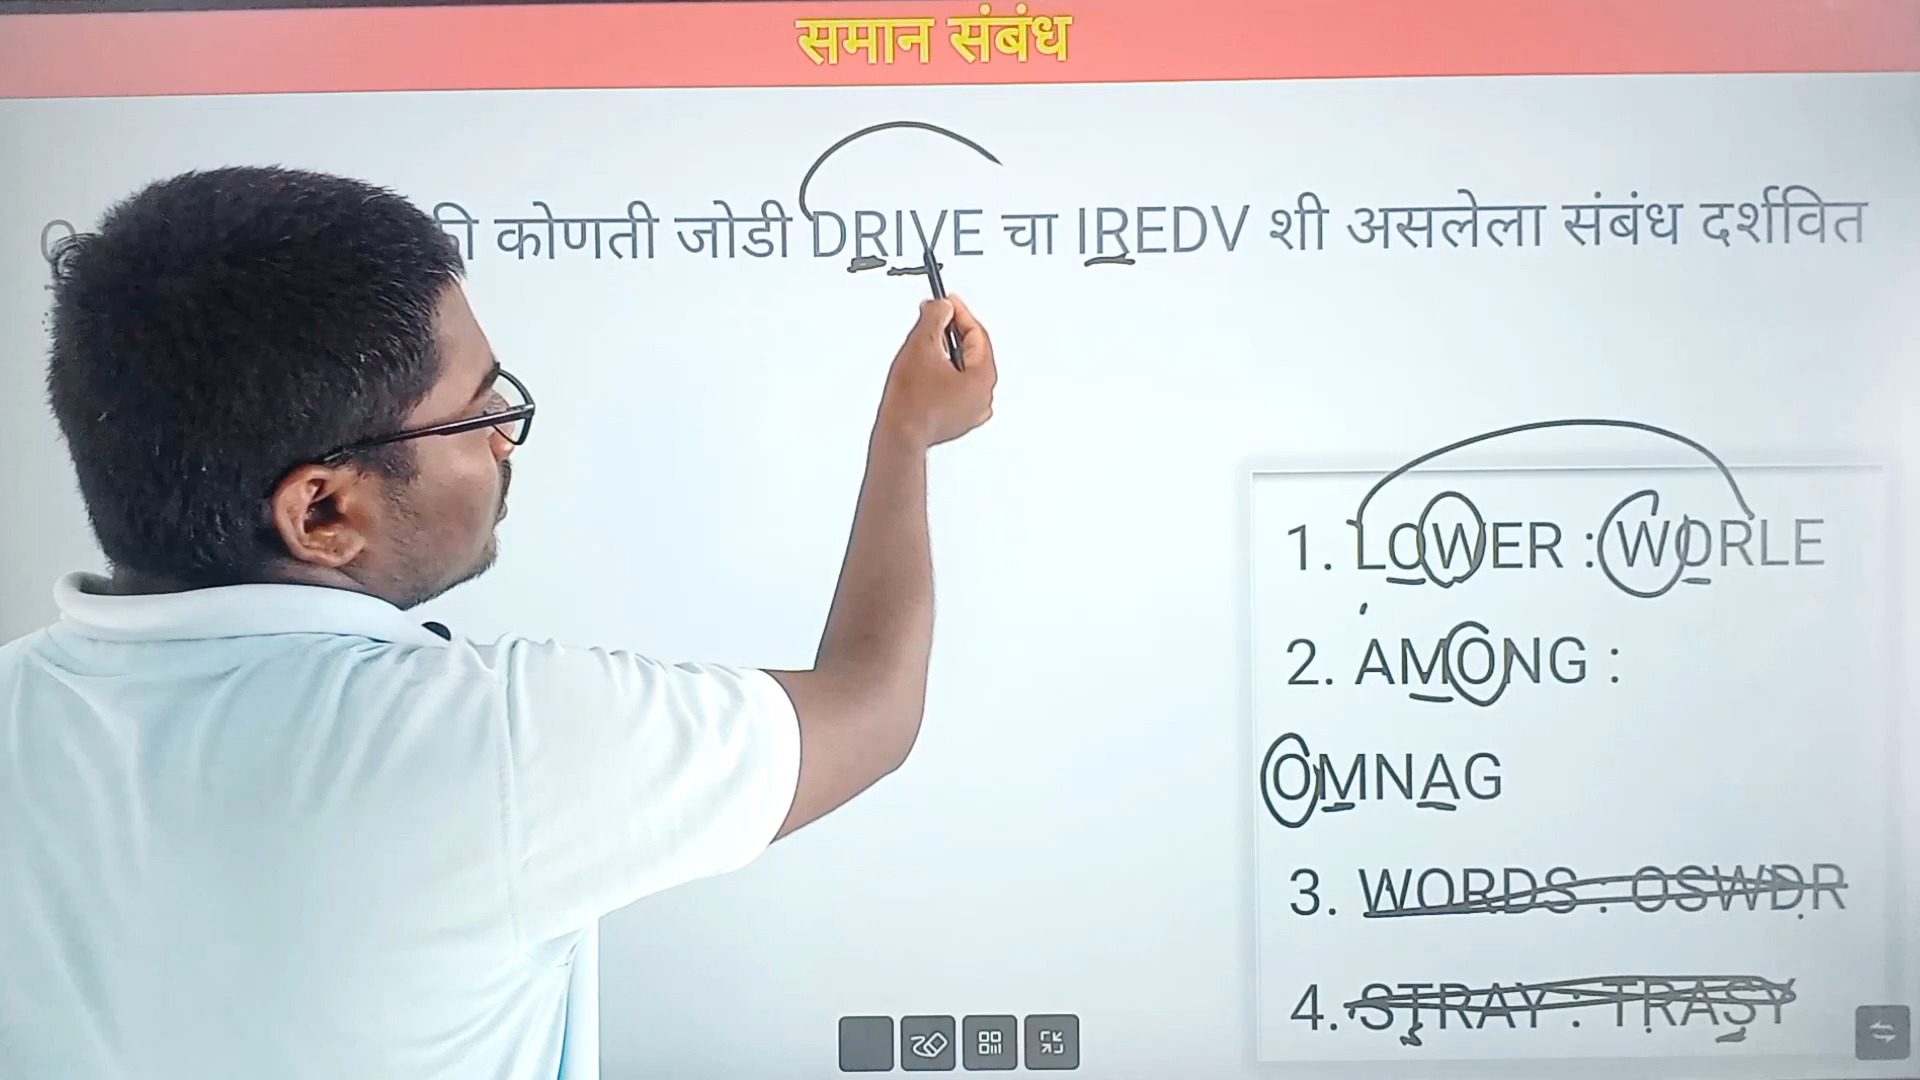 समान संबंध
कोणती जोडी DRIVE चा IREDV शी असलेला संबंध दर्शवित
1. LOWER : WORLE
2. AMONG :
OMNAG
3. WORDS : OSWDR
4. STRAY : TRASY